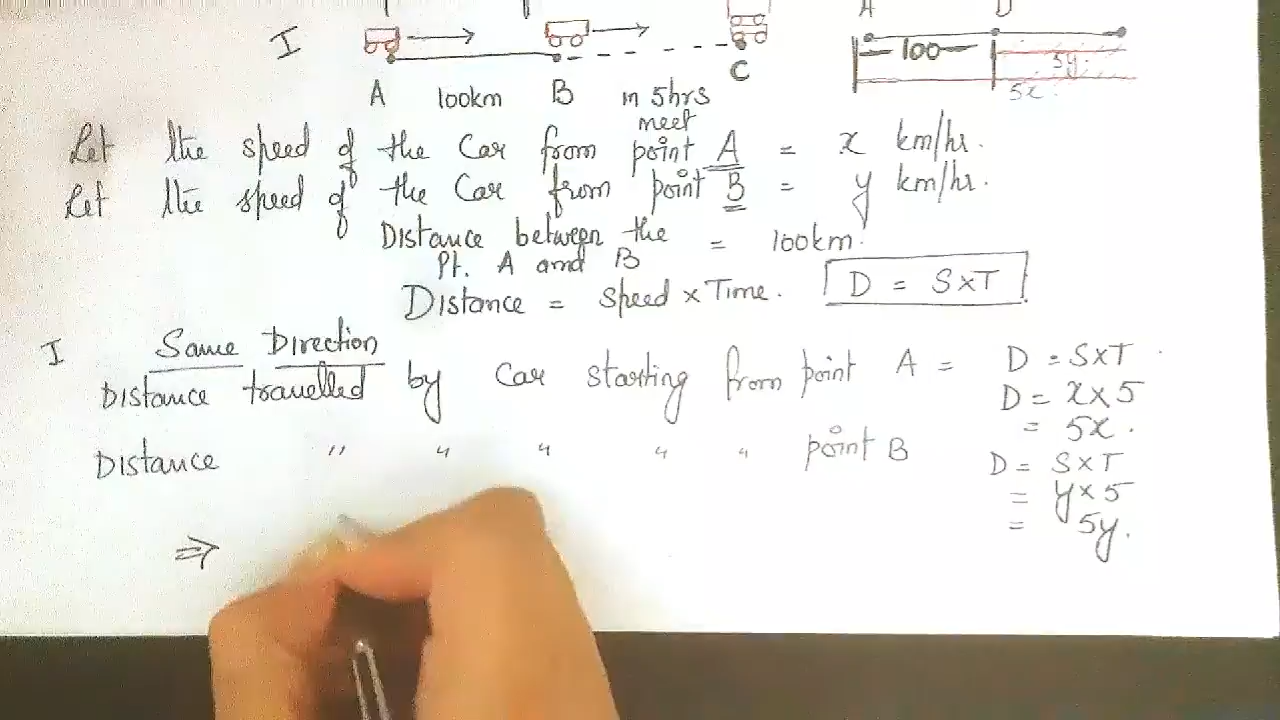 I
C
A 100km B in 5hrs
meet
A D
100
5y
5x
Let the speed of the Car from point A = x km/hr.
Let the speed of the Car from point B = y km/hr.
Distance between the = 100km.
Pt. A and B
Distance = Speed × Time. D = S×T
I Same Direction
Distance travelled by Car starting from point A = D = S×T
D = x×5
= 5x.
Distance " " " " " point B D = S×T
= y×5
= 5y.
⇒